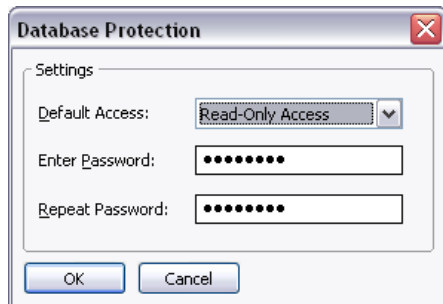 Database Protection
Settings
Default Access: Read-Only Access
Enter Password: ••••••••
Repeat Password: ••••••••
OK Cancel